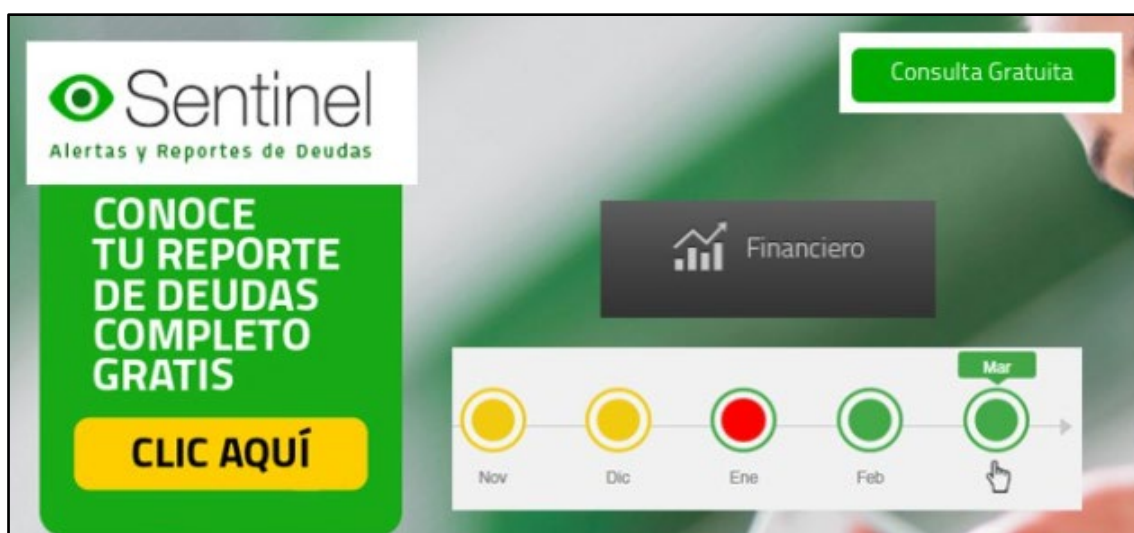 Sentinel
Alertas y Reportes de Deudas
Consulta Gratuita
CONOCE
TU REPORTE
DE DEUDAS
COMPLETO
GRATIS
CLIC AQUÍ
Financiero
Mar
Nov Dic Ene Feb